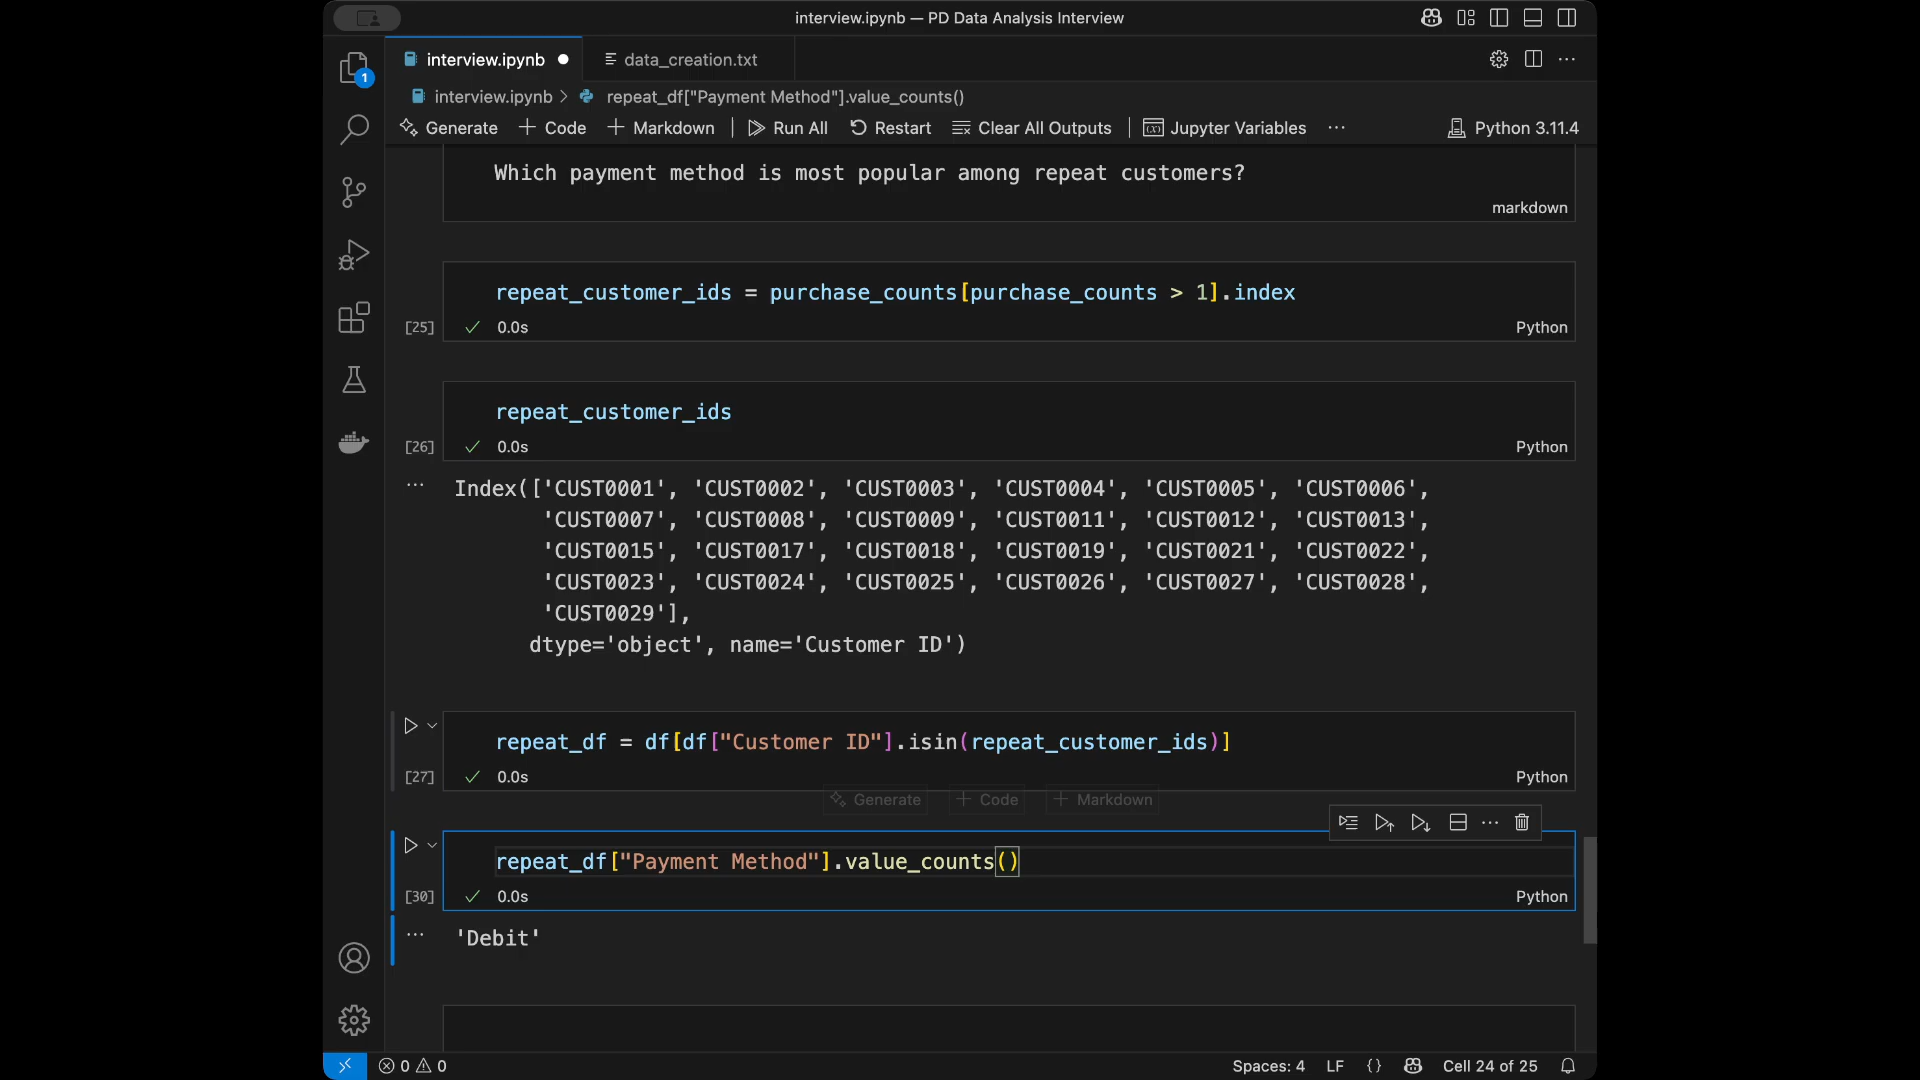 interview.ipynb — PD Data Analysis Interview
1
interview.ipynb
data_creation.txt
interview.ipynb > repeat_df["Payment Method"].value_counts()
Generate + Code + Markdown Run All Restart Clear All Outputs Jupyter Variables ... Python 3.11.4
Which payment method is most popular among repeat customers?
markdown
repeat_customer_ids = purchase_counts[purchase_counts > 1].index
[25] ✓ 0.0s Python
repeat_customer_ids
[26] ✓ 0.0s Python
... Index(['CUST0001', 'CUST0002', 'CUST0003', 'CUST0004', 'CUST0005', 'CUST0006',
'CUST0007', 'CUST0008', 'CUST0009', 'CUST0011', 'CUST0012', 'CUST0013',
'CUST0015', 'CUST0017', 'CUST0018', 'CUST0019', 'CUST0021', 'CUST0022',
'CUST0023', 'CUST0024', 'CUST0025', 'CUST0026', 'CUST0027', 'CUST0028',
'CUST0029'],
dtype='object', name='Customer ID')
repeat_df = df[df["Customer ID"].isin(repeat_customer_ids)]
[27] ✓ 0.0s Python
Generate + Code + Markdown
repeat_df["Payment Method"].value_counts()
[30] ✓ 0.0s Python
... 'Debit'
0 0 Spaces: 4 LF {} Cell 24 of 25